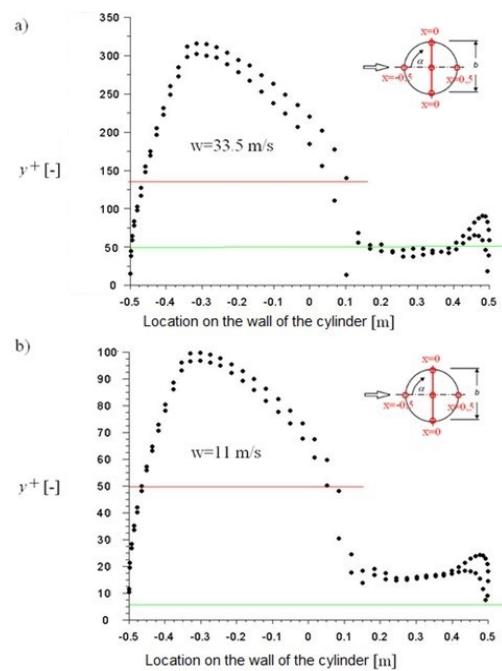 a)
350
300
250
200
150
100
50
0
y+ [-]
w=33.5 m/s
x=0
α
b
x=-0,5
x=0,5
x=0
-0.5 -0.4 -0.3 -0.2 -0.1 0 0.1 0.2 0.3 0.4 0.5
Location on the wall of the cylinder [m]
b)
100
90
80
70
60
50
40
30
20
10
0
y+ [-]
w=11 m/s
x=0
α
b
x=-0,5
x=0,5
x=0
-0.5 -0.4 -0.3 -0.2 -0.1 0 0.1 0.2 0.3 0.4 0.5
Location on the wall of the cylinder [m]